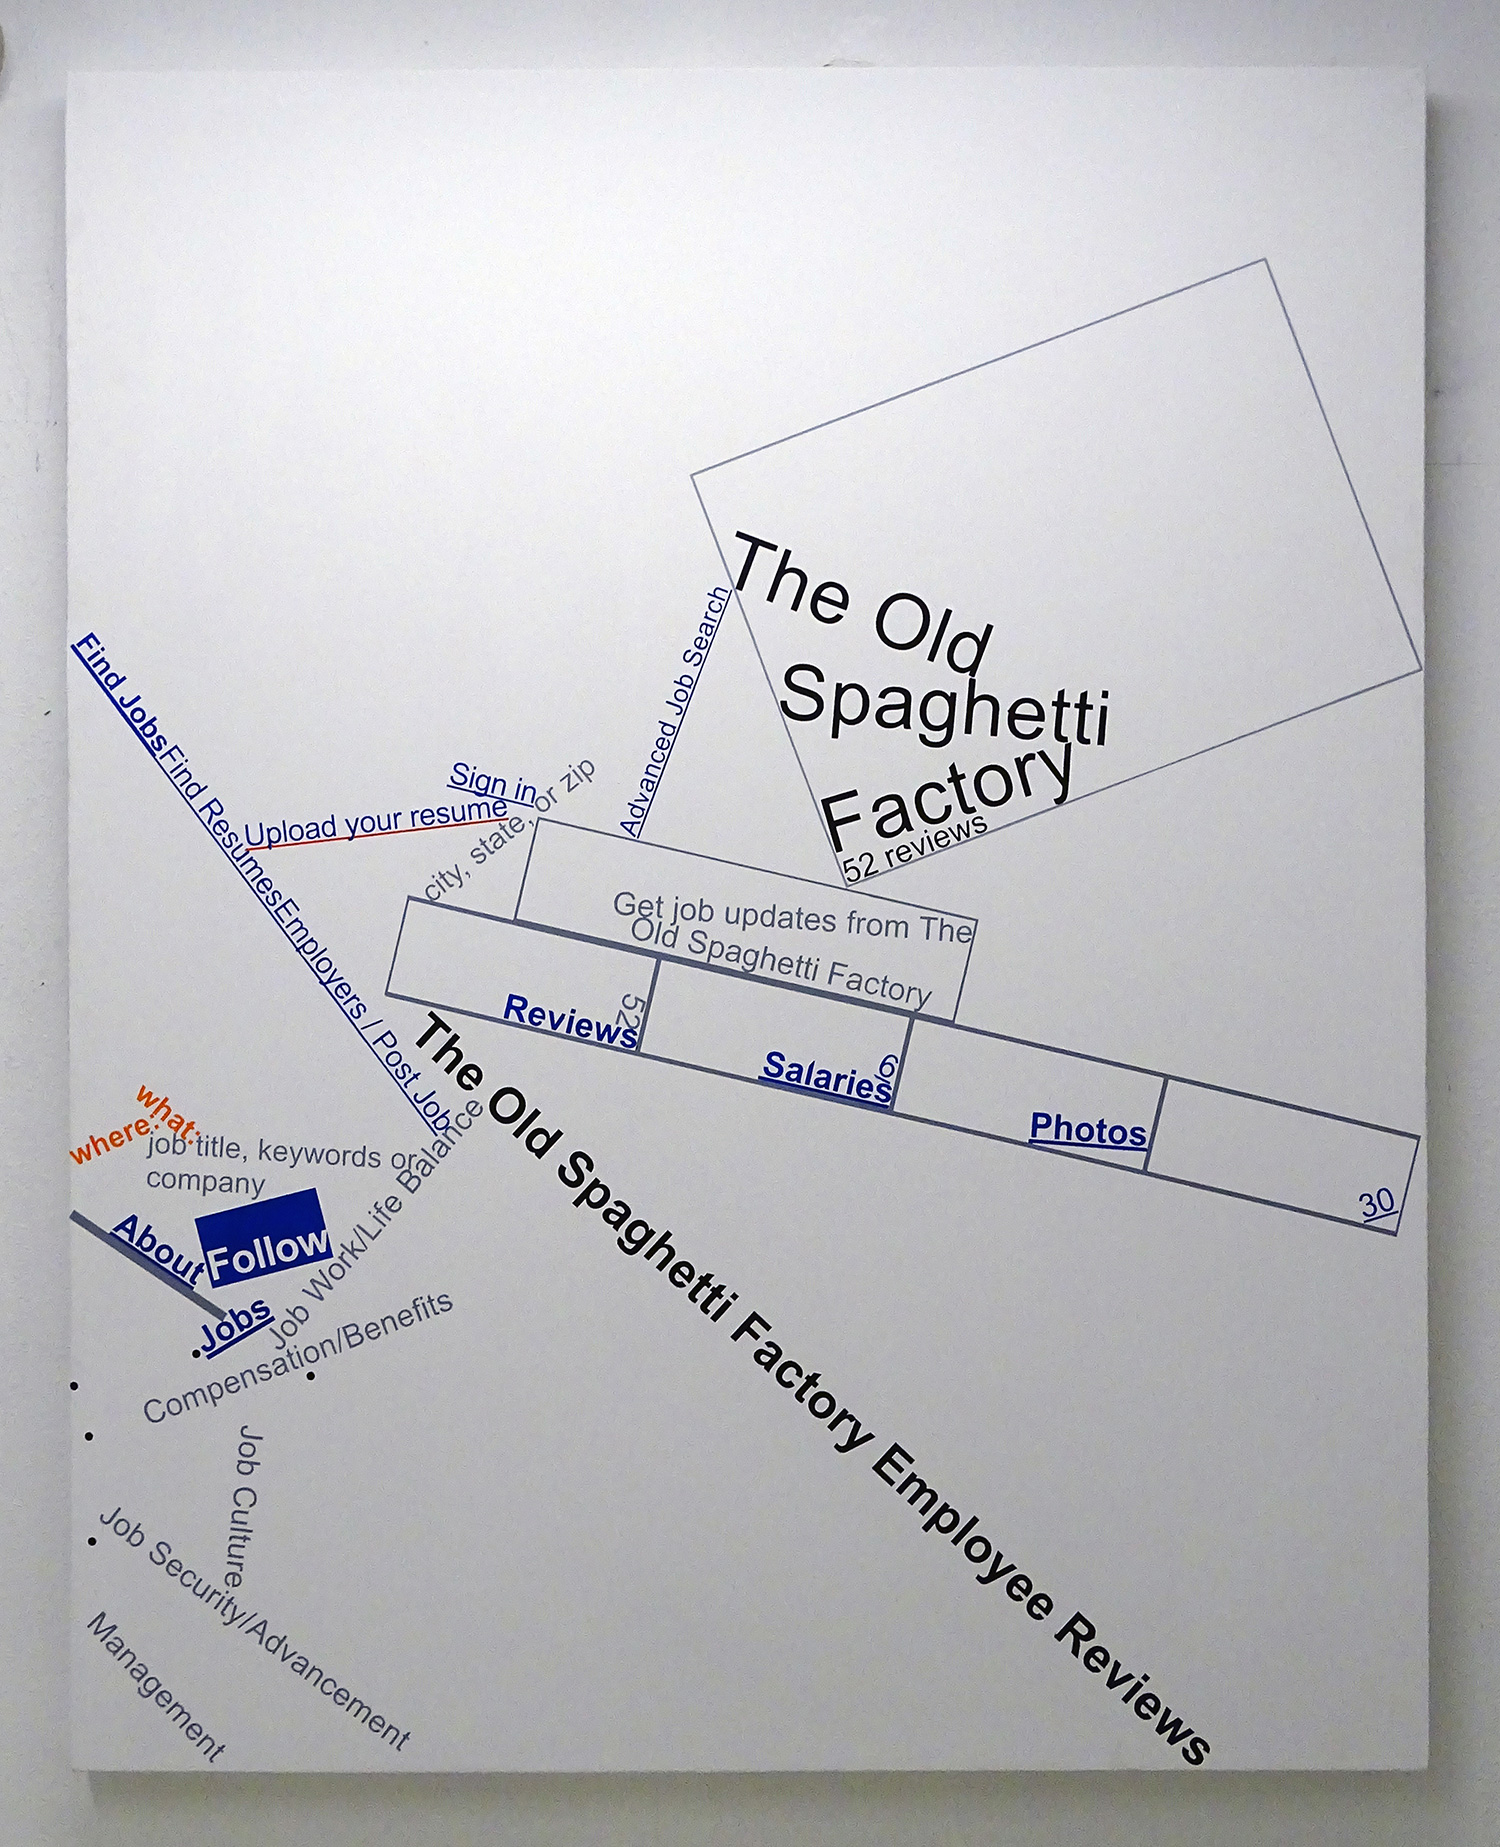 The Old
Spaghetti
Factory
52 reviews
Advanced Job Search
Find Jobs
Find Resumes
Employers / Post Job
Sign in
Upload your resume
city, state, or zip
Get job updates from The
Old Spaghetti Factory
Reviews
52
Salaries
6
Photos
30
The Old Spaghetti Factory Employee Reviews
what:
where:
job title, keywords or
company
About
Follow
Jobs
Job Work/Life Balance
Compensation/Benefits
Job Culture
Job Security/Advancement
Management